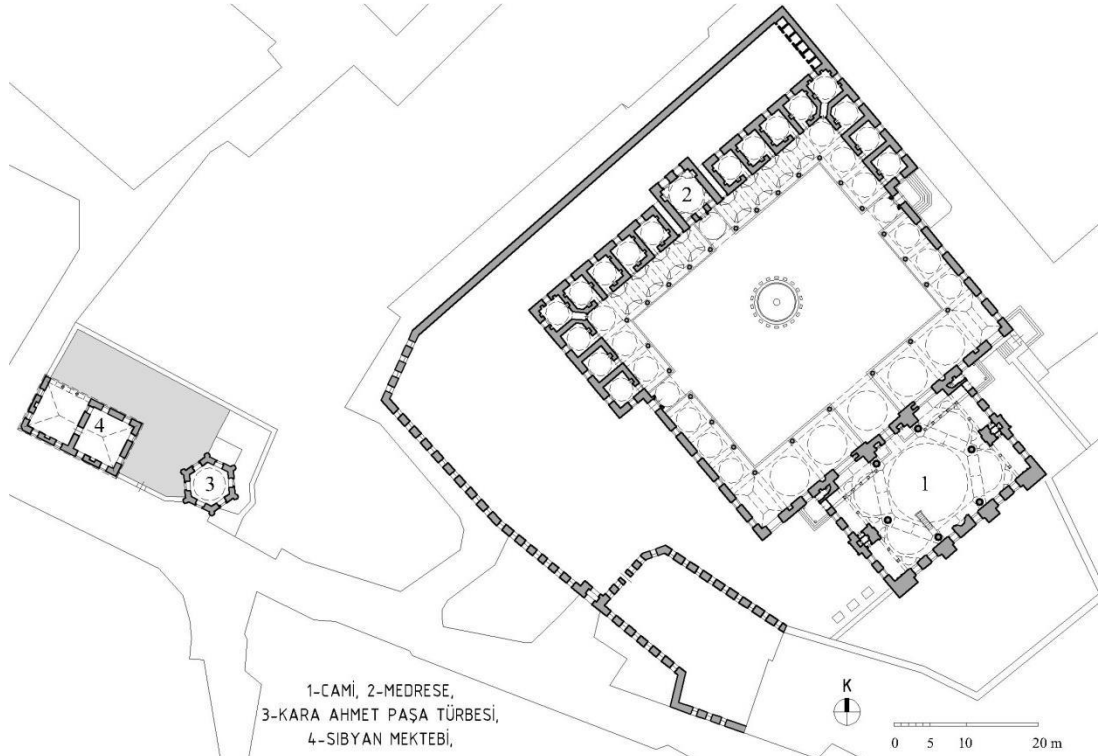 2
1
4
3
1-CAMİ, 2-MEDRESE,
3-KARA AHMET PAŞA TÜRBESİ,
4-SIBYAN MEKTEBİ,
K
0 5 10 20 m